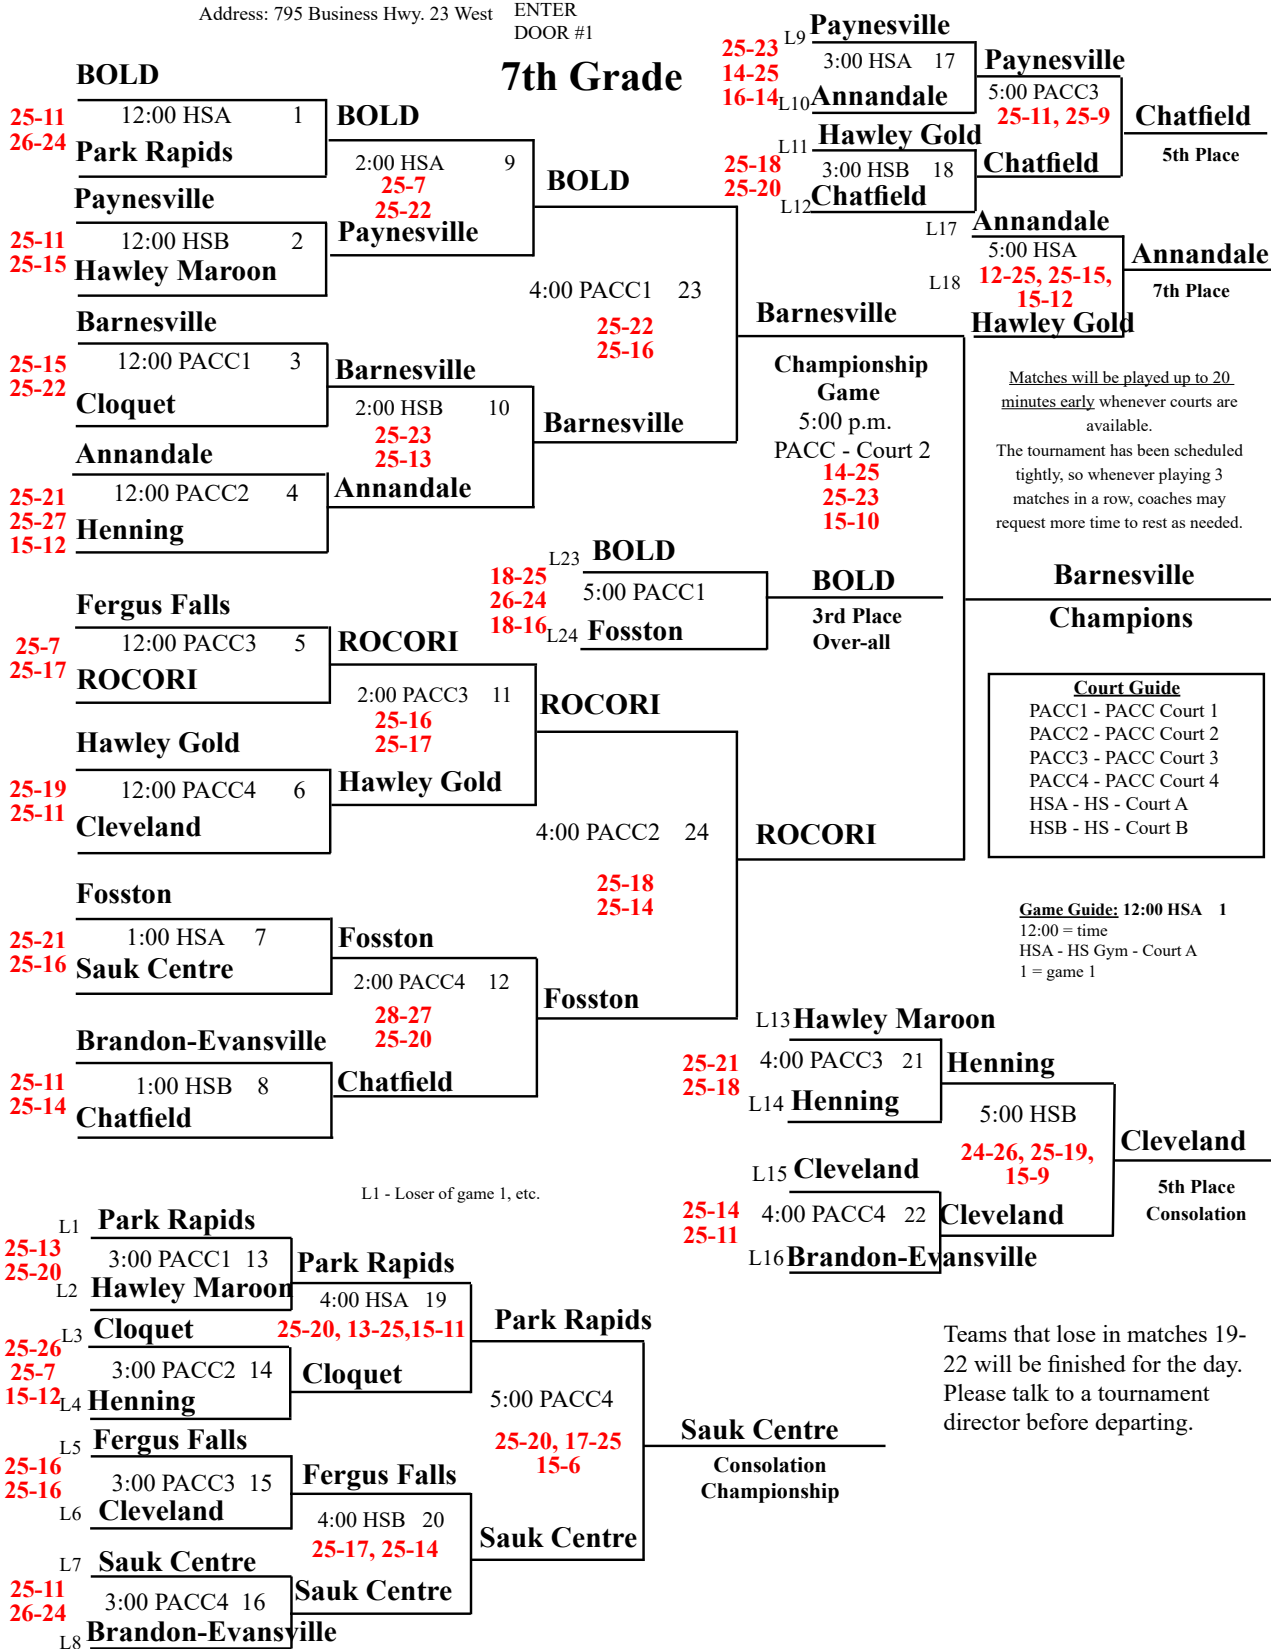 Address: 795 Business Hwy. 23 West
ENTER
DOOR #1
7th Grade
BOLD
25-11
26-24
12:00 HSA 1
Park Rapids
Paynesville
25-11
25-15
12:00 HSB 2
Hawley Maroon
Barnesville
25-15
25-22
12:00 PACC1 3
Cloquet
Annandale
25-21
25-27
15-12
12:00 PACC2 4
Henning
Fergus Falls
25-7
25-17
12:00 PACC3 5
ROCORI
Hawley Gold
25-19
25-11
12:00 PACC4 6
Cleveland
Fosston
25-21
25-16
1:00 HSA 7
Sauk Centre
Brandon-Evansville
25-11
25-14
1:00 HSB 8
Chatfield
BOLD
2:00 HSA 9
25-7
25-22
Paynesville
Barnesville
2:00 HSB 10
25-23
25-13
Annandale
ROCORI
2:00 PACC3 11
25-16
25-17
Hawley Gold
Fosston
2:00 PACC4 12
28-27
25-20
Chatfield
BOLD
4:00 PACC1 23
25-22
25-16
Barnesville
ROCORI
4:00 PACC2 24
25-18
25-14
Fosston
Barnesville
Championship
Game
5:00 p.m.
PACC - Court 2
14-25
25-23
15-10
ROCORI
Barnesville
Champions
L23 BOLD
18-25
26-24
18-16
5:00 PACC1
L24 Fosston
BOLD
3rd Place
Over-all
L9 Paynesville
25-23
14-25
16-14
3:00 HSA 17
L10 Annandale
L11 Hawley Gold
25-18
25-20
3:00 HSB 18
L12 Chatfield
Paynesville
5:00 PACC3
25-11, 25-9
Chatfield
Chatfield
5th Place
L17 Annandale
5:00 HSA
L18
12-25, 25-15,
15-12
Hawley Gold
Annandale
7th Place
Matches will be played up to 20
minutes early whenever courts are
available.
The tournament has been scheduled
tightly, so whenever playing 3
matches in a row, coaches may
request more time to rest as needed.
Court Guide
PACC1 - PACC Court 1
PACC2 - PACC Court 2
PACC3 - PACC Court 3
PACC4 - PACC Court 4
HSA - HS - Court A
HSB - HS - Court B
Game Guide: 12:00 HSA 1
12:00 = time
HSA - HS Gym - Court A
1 = game 1
L13 Hawley Maroon
25-21
25-18
4:00 PACC3 21
L14 Henning
L15 Cleveland
25-14
25-11
4:00 PACC4 22
L16 Brandon-Evansville
Henning
5:00 HSB
24-26, 25-19,
15-9
Cleveland
Cleveland
5th Place
Consolation
L1 - Loser of game 1, etc.
L1 Park Rapids
25-13
25-20
3:00 PACC1 13
L2 Hawley Maroon
L3 Cloquet
25-26
25-7
15-12
3:00 PACC2 14
L4 Henning
L5 Fergus Falls
25-16
25-16
3:00 PACC3 15
L6 Cleveland
L7 Sauk Centre
25-11
26-24
3:00 PACC4 16
L8 Brandon-Evansville
Park Rapids
4:00 HSA 19
25-20, 13-25,15-11
Cloquet
Fergus Falls
4:00 HSB 20
25-17, 25-14
Sauk Centre
Park Rapids
5:00 PACC4
25-20, 17-25
15-6
Sauk Centre
Sauk Centre
Consolation
Championship
Teams that lose in matches 19-
22 will be finished for the day.
Please talk to a tournament
director before departing.